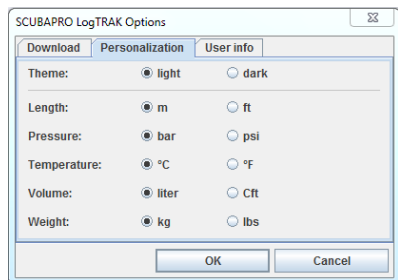 SCUBAPRO LogTRAK Options
Download Personalization User info
Theme: light dark
Length: m ft
Pressure: bar psi
Temperature: °C °F
Volume: liter Cft
Weight: kg lbs
OK Cancel